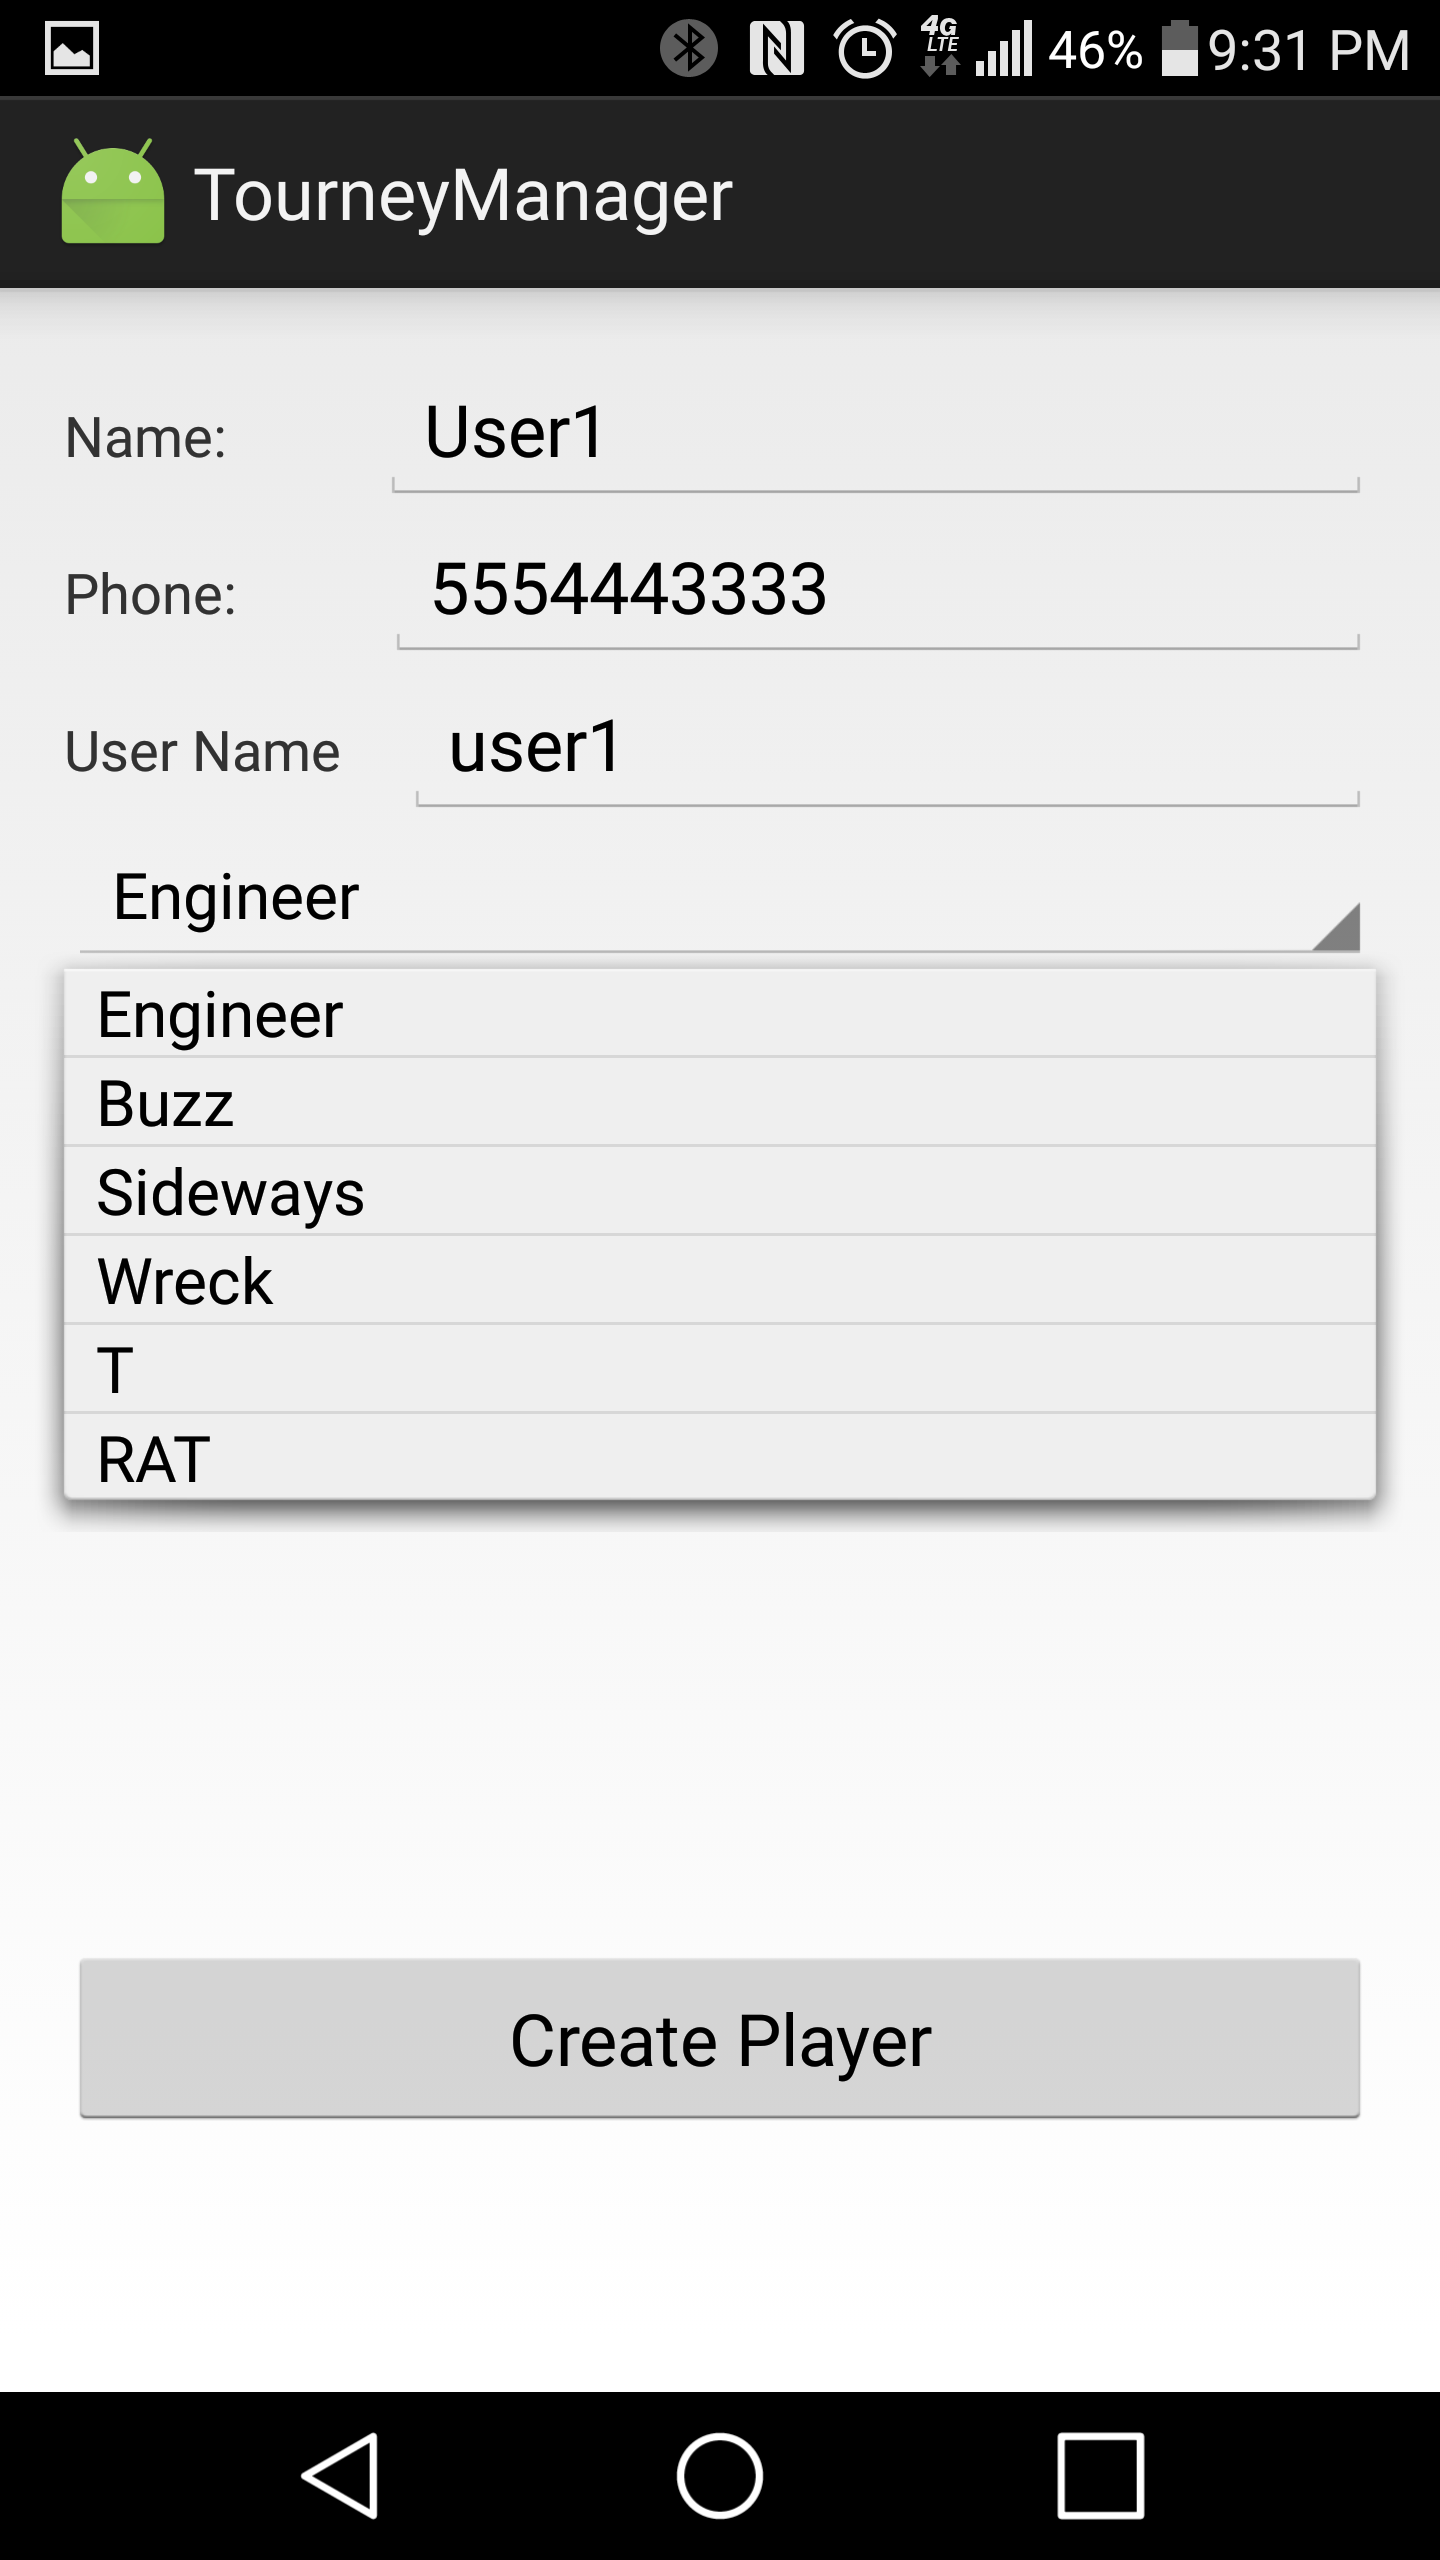 4G LTE 46% 9:31 PM
TourneyManager
Name: User1
Phone: 5554443333
User Name user1
Engineer
Engineer
Buzz
Sideways
Wreck
T
RAT
Create Player